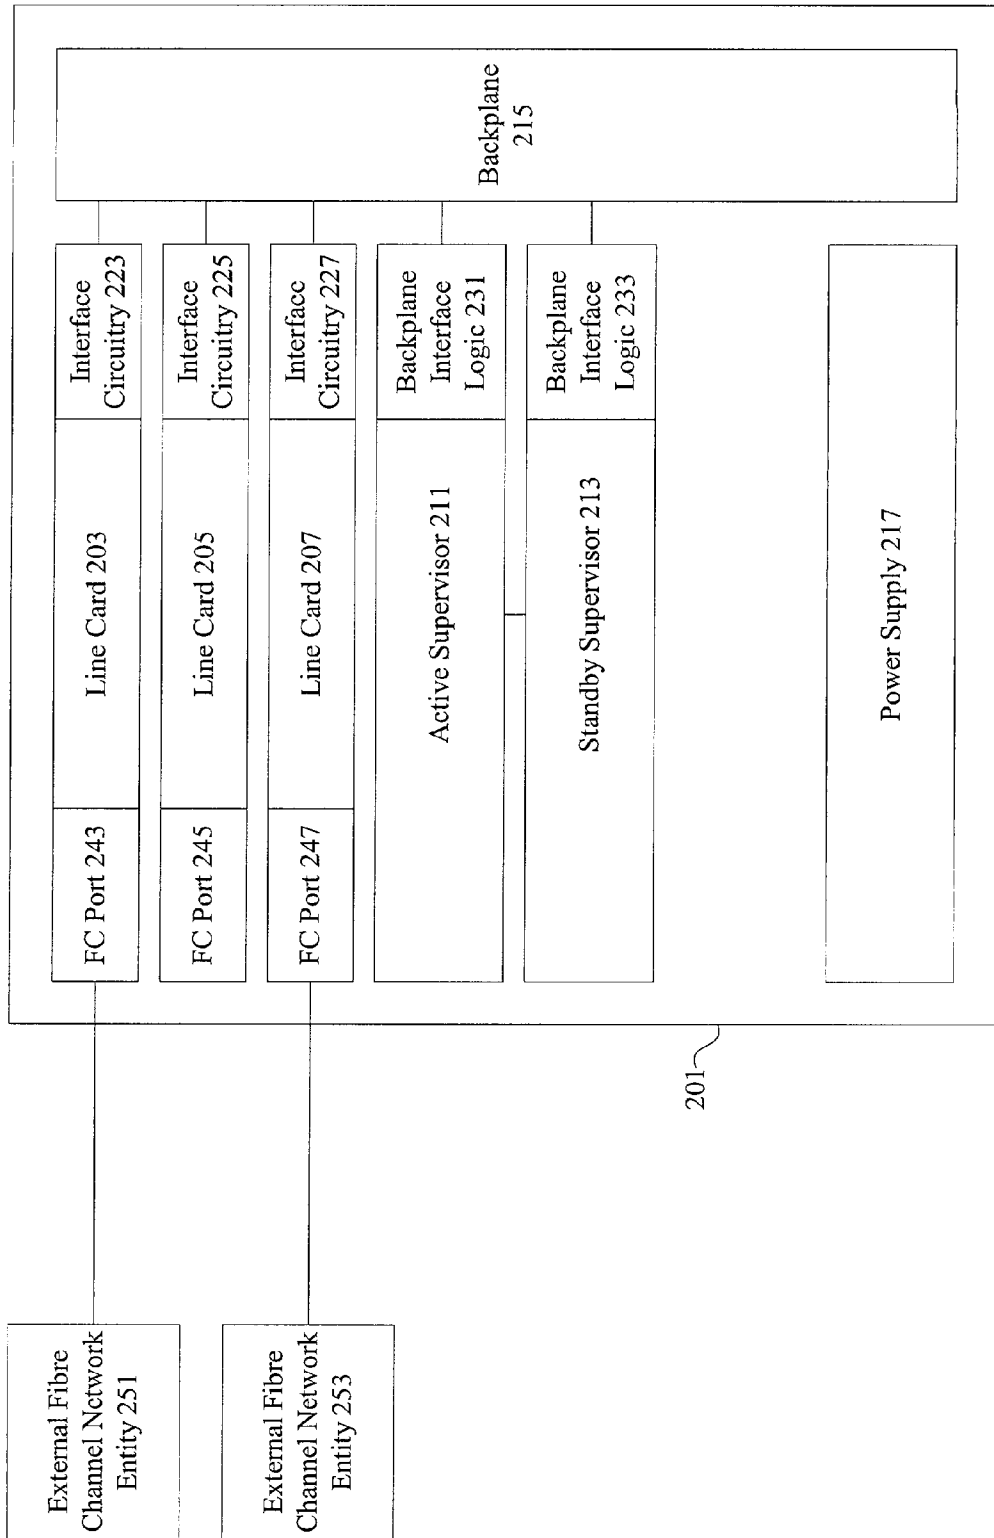 External Fibre
Channel Network
Entity 251
External Fibre
Channel Network
Entity 253
201
FC Port 243
Line Card 203
Interface
Circuitry 223
FC Port 245
Line Card 205
Interface
Circuitry 225
FC Port 247
Line Card 207
Interface
Circuitry 227
Active Supervisor 211
Backplane
Interface
Logic 231
Standby Supervisor 213
Backplane
Interface
Logic 233
Power Supply 217
Backplane
215